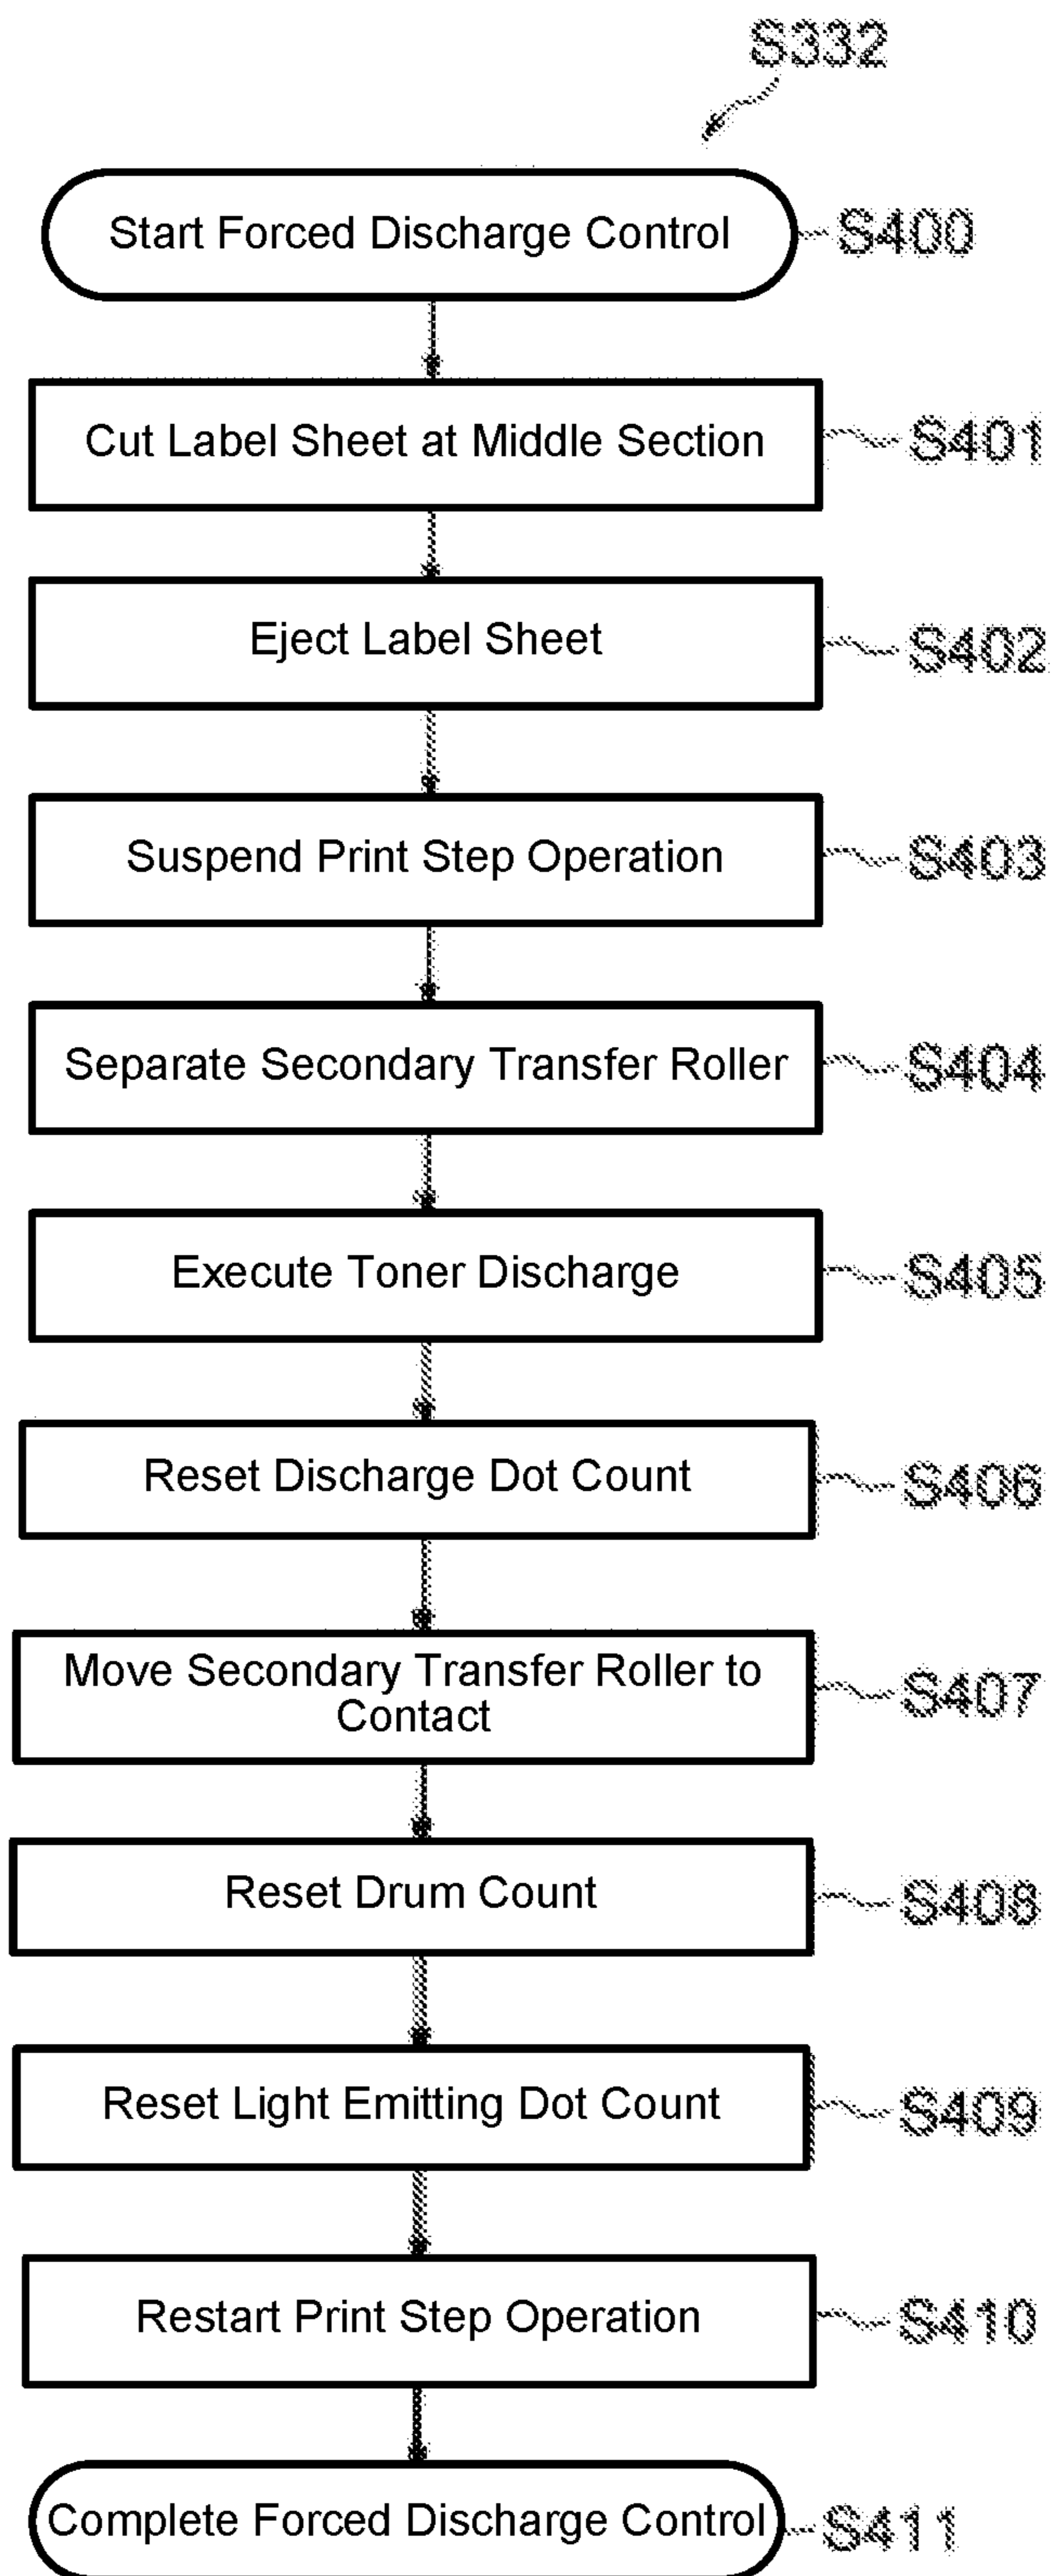 S332
Start Forced Discharge Control
S400
Cut Label Sheet at Middle Section
S401
Eject Label Sheet
S402
Suspend Print Step Operation
S403
Separate Secondary Transfer Roller
S404
Execute Toner Discharge
S405
Reset Discharge Dot Count
S406
Move Secondary Transfer Roller to
Contact
S407
Reset Drum Count
S408
Reset Light Emitting Dot Count
S409
Restart Print Step Operation
S410
Complete Forced Discharge Control
S411